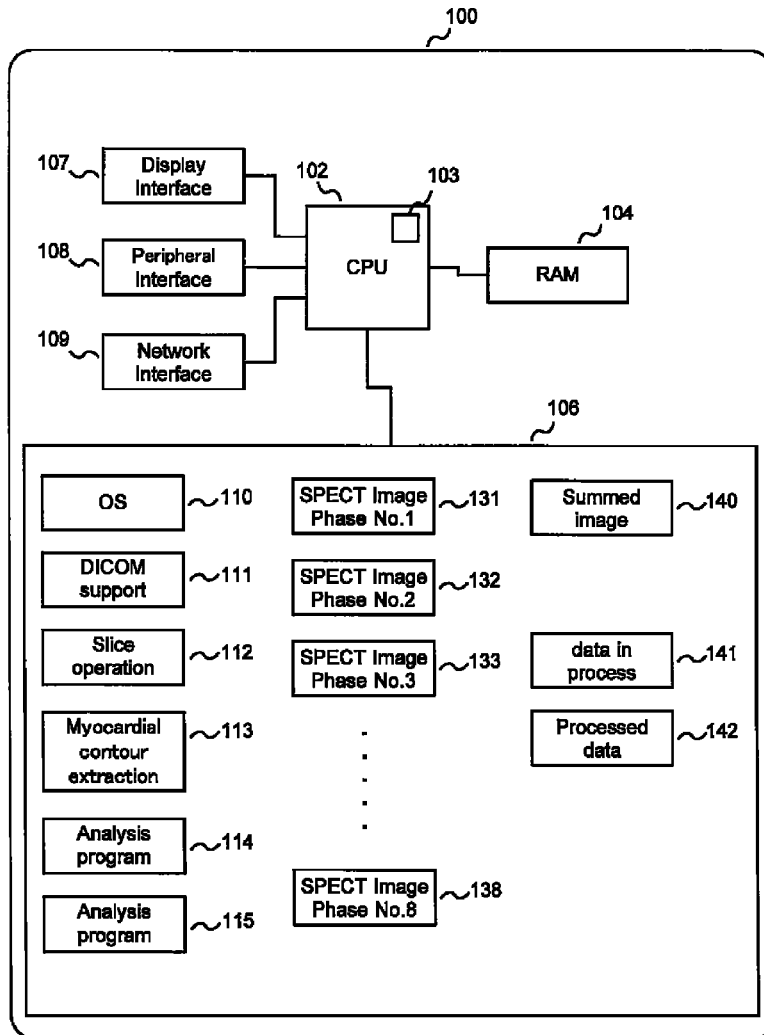 100
107
Display
Interface
102
103
108
Peripheral
Interface
CPU
104
RAM
109
Network
Interface
106
OS
110
DICOM
support
111
Slice
operation
112
Myocardial
contour
extraction
113
Analysis
program
114
Analysis
program
115
SPECT Image
Phase No.1
131
SPECT Image
Phase No.2
132
SPECT Image
Phase No.3
133
SPECT Image
Phase No.8
138
Summed
image
140
data in
process
141
Processed
data
142